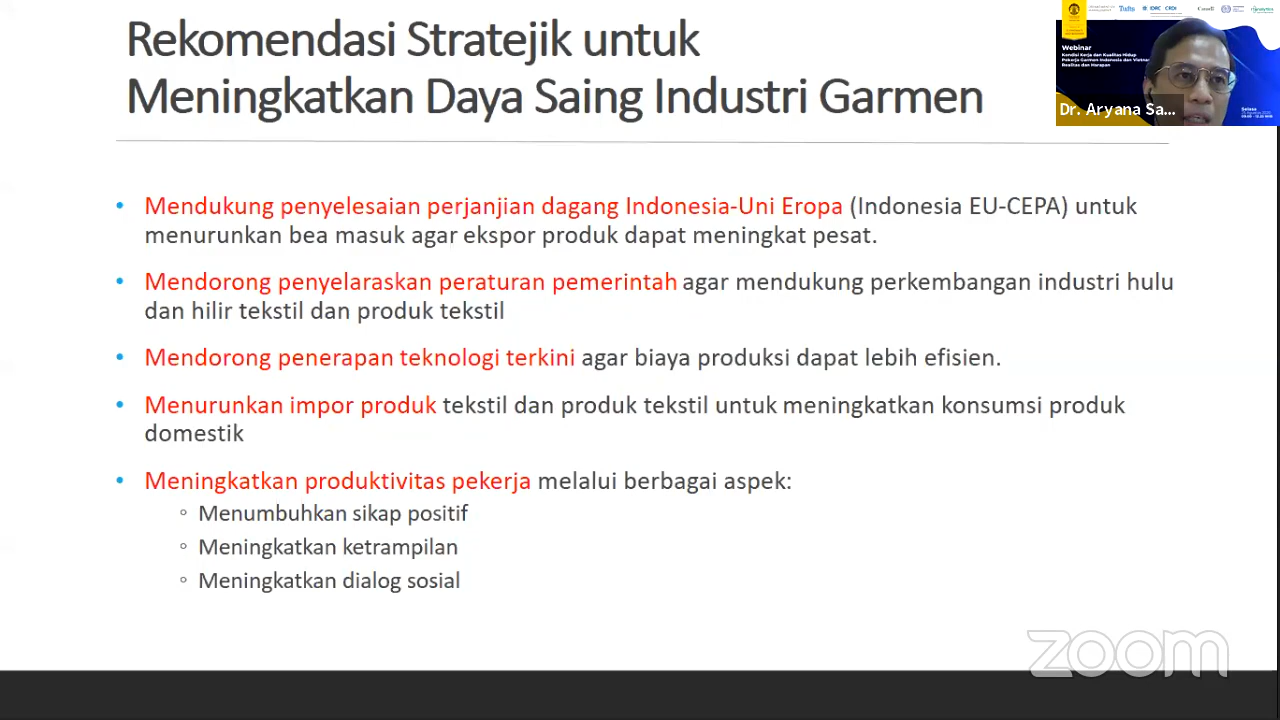 Rekomendasi Stratejik untuk
Meningkatkan Daya Saing Industri Garmen
• Mendukung penyelesaian perjanjian dagang Indonesia-Uni Eropa (Indonesia EU-CEPA) untuk
menurunkan bea masuk agar ekspor produk dapat meningkat pesat.
• Mendorong penyelaraskan peraturan pemerintah agar mendukung perkembangan industri hulu
dan hilir tekstil dan produk tekstil
• Mendorong penerapan teknologi terkini agar biaya produksi dapat lebih efisien.
• Menurunkan impor produk tekstil dan produk tekstil untuk meningkatkan konsumsi produk
domestik
• Meningkatkan produktivitas pekerja melalui berbagai aspek:
◦ Menumbuhkan sikap positif
◦ Meningkatkan ketrampilan
◦ Meningkatkan dialog sosial
Tufts IDRC CRDI Canada
Webinar
Kondisi Kerja dan Kualitas Hidup
Pekerja Garmen Indonesia dan Vietnam
Realitas dan Harapan
Selasa
Dr. Aryana Sa...
zoom